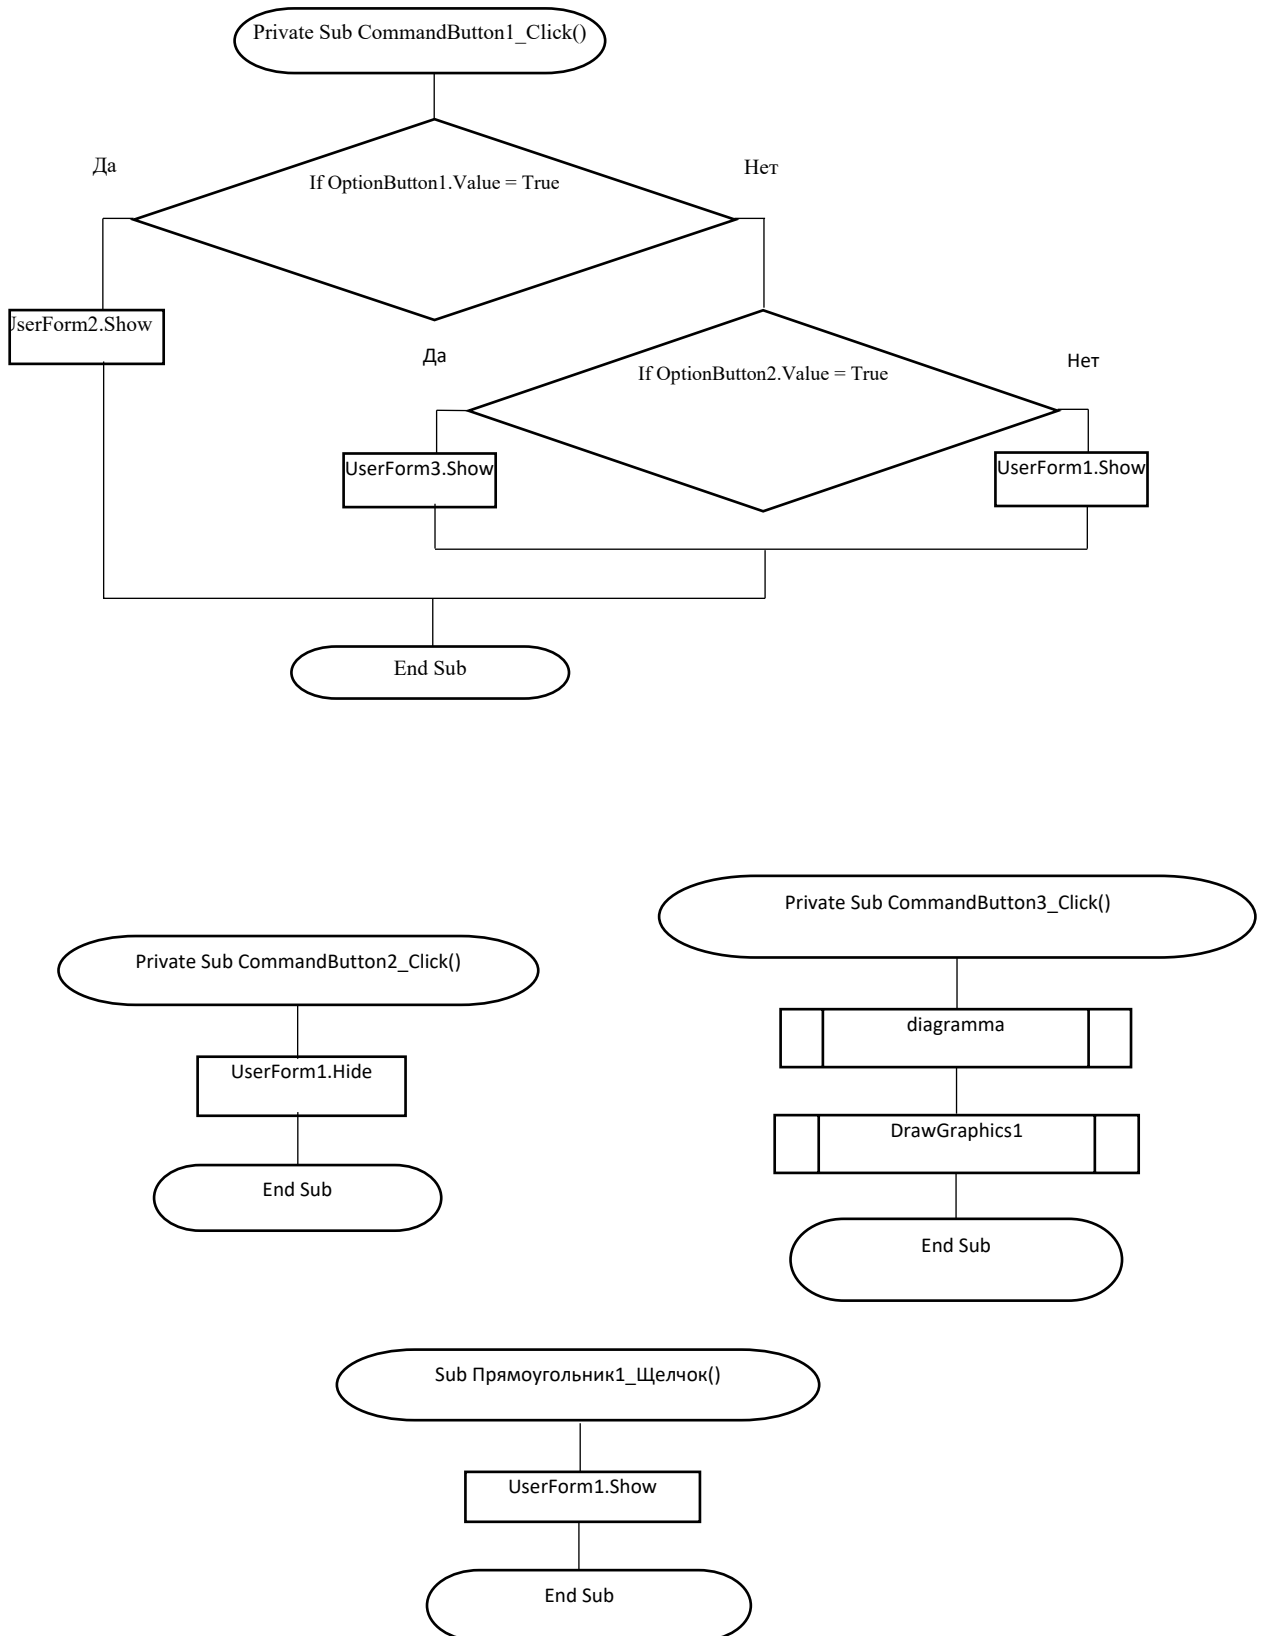 Private Sub CommandButton1_Click()
Да
If OptionButton1.Value = True
Нет
UserForm2.Show
Да
If OptionButton2.Value = True
Нет
UserForm3.Show
UserForm1.Show
End Sub
Private Sub CommandButton2_Click()
UserForm1.Hide
End Sub
Private Sub CommandButton3_Click()
diagramma
DrawGraphics1
End Sub
Sub Прямоугольник1_Щелчок()
UserForm1.Show
End Sub